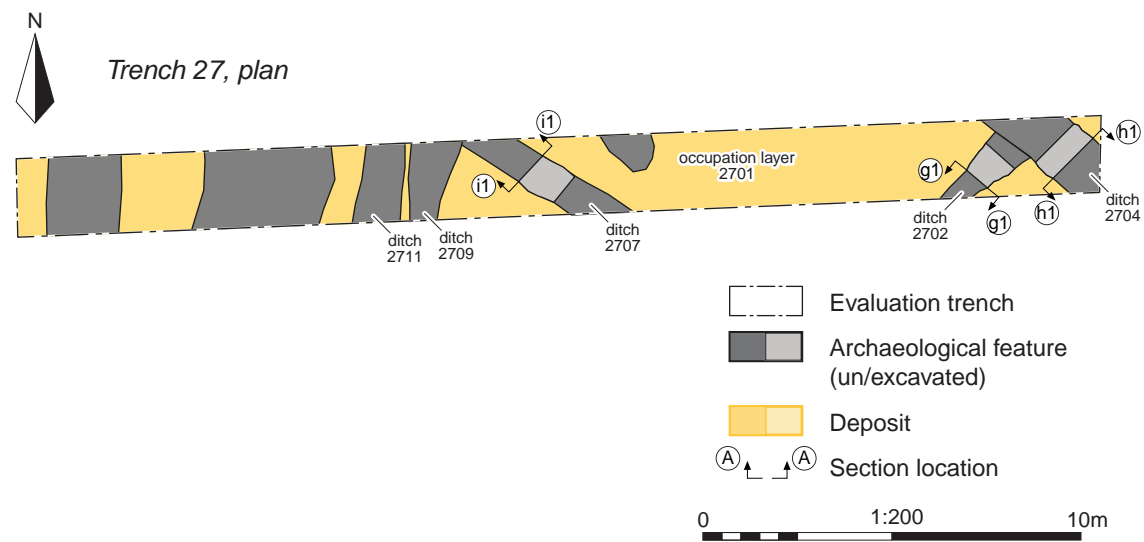 N
Trench 27, plan
i1
i1
occupation layer
2701
g1
g1
h1
h1
ditch
2711
ditch
2709
ditch
2707
ditch
2702
ditch
2704
Evaluation trench
Archaeological feature
(un/excavated)
Deposit
A A
Section location
0 1:200 10m